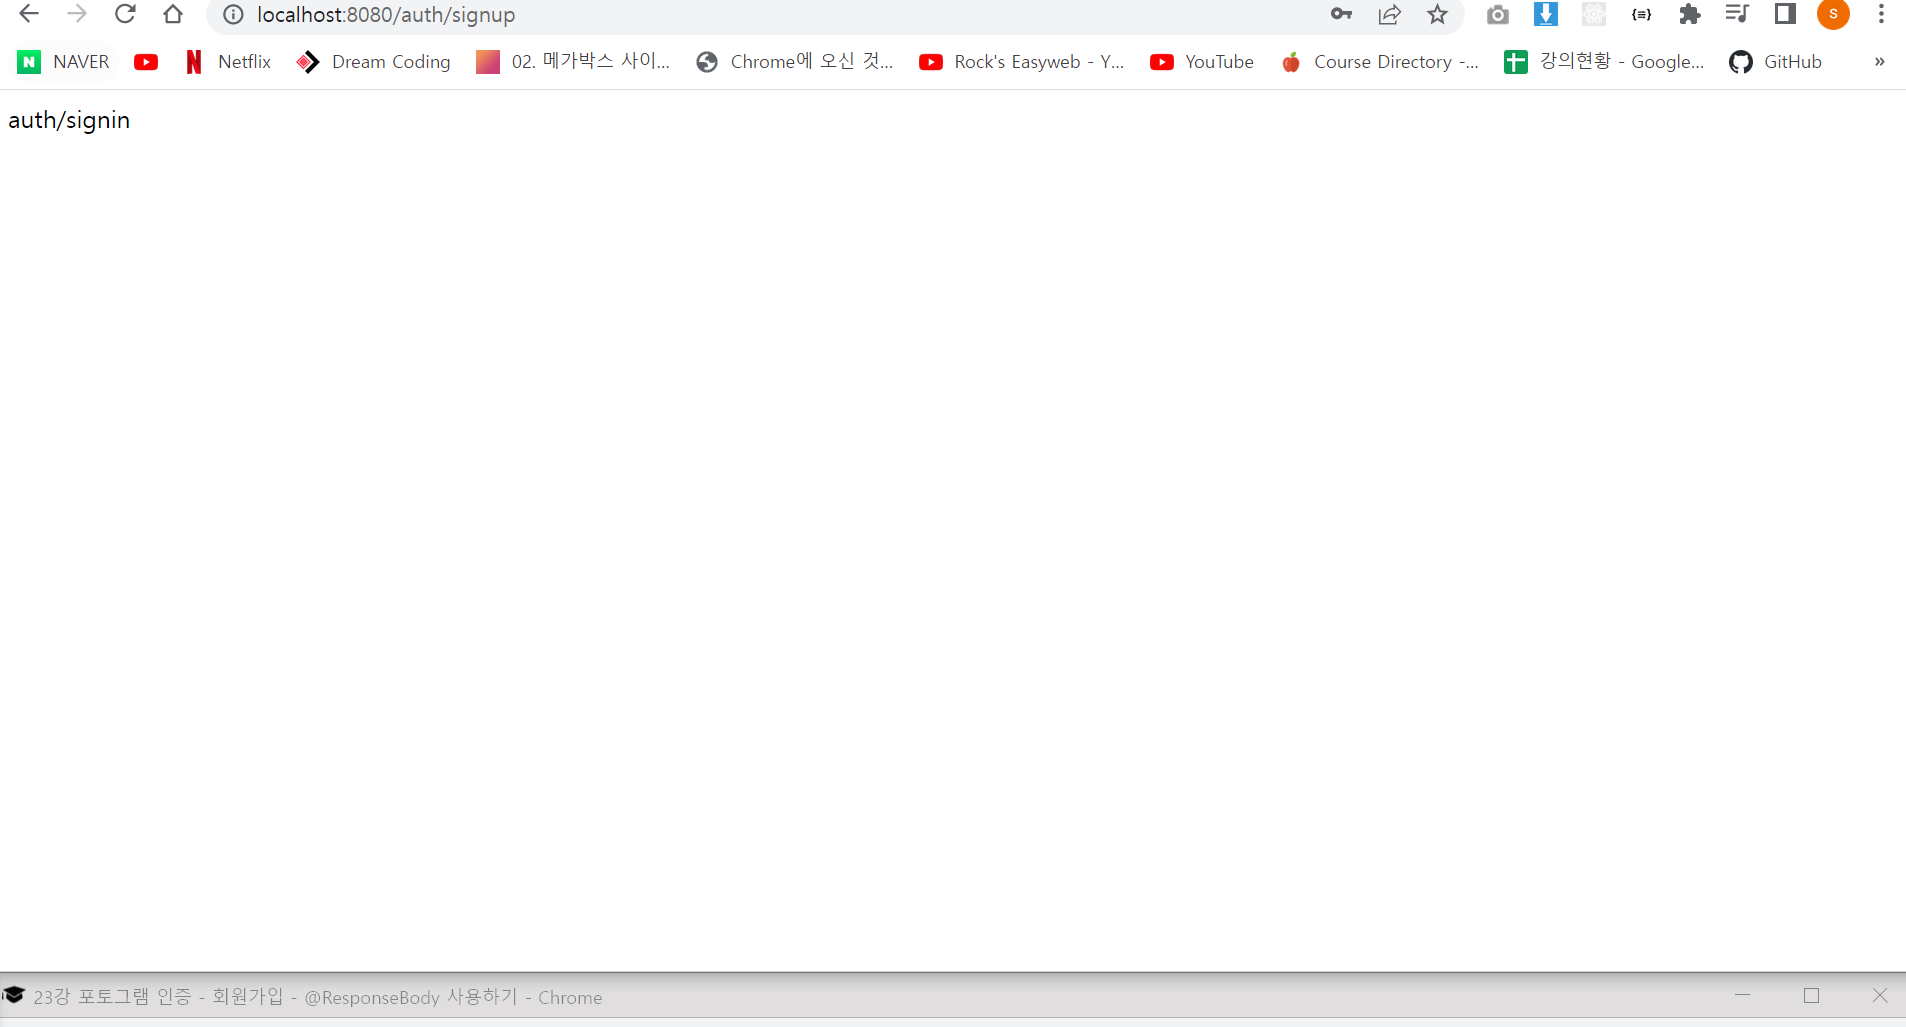 localhost:8080/auth/signup
S
NAVER Netflix Dream Coding 02. 메가박스 사이... Chrome에 오신 것... Rock's Easyweb - Y... YouTube Course Directory -... 강의현황 - Google... GitHub »
auth/signin
23강 포토그램 인증 - 회원가입 - @ResponseBody 사용하기 - Chrome